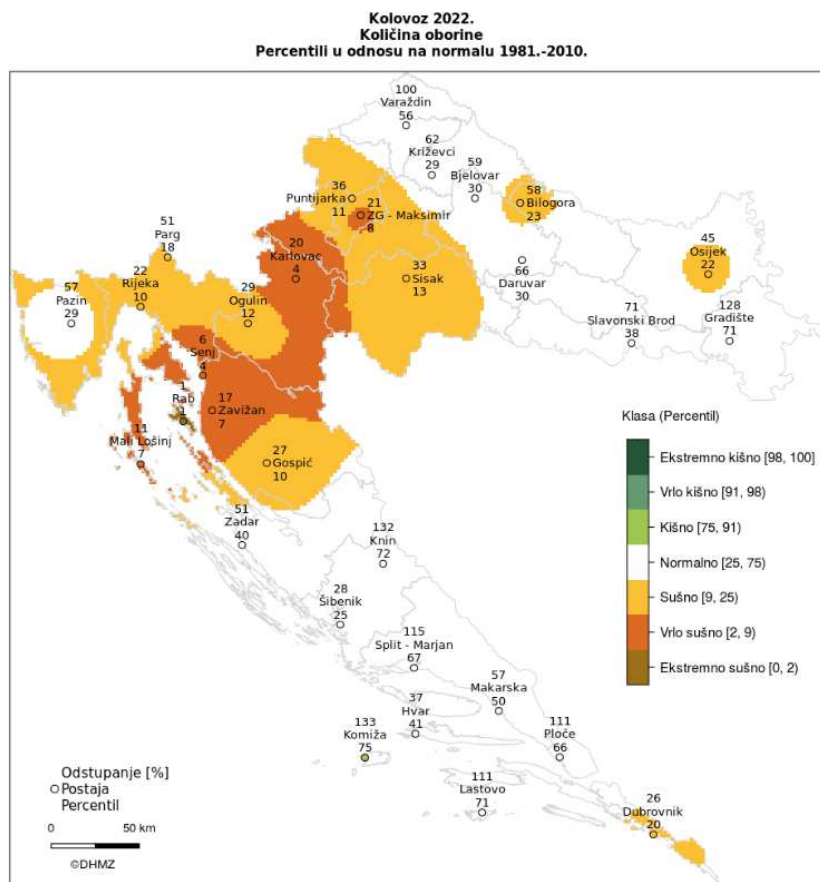 Kolovoz 2022.
Količina oborine
Percentili u odnosu na normalu 1981.-2010.
100
Varaždin
56
62
Križevci
29
59
Bjelovar
30
58
Bilogora
23
36
Puntijarka
11
21
ZG - Maksimir
8
51
Parg
18
20
Karlovac
4
33
Sisak
13
66
Daruvar
30
45
Osijek
22
57
Pazin
29
22
Rijeka
10
29
Ogulin
12
71
Slavonski Brod
38
128
Gradište
71
6
Senj
4
1
Rab
1
17
Zavižan
7
11
Mali Lošinj
7
27
Gospić
10
51
Zadar
40
132
Knin
72
28
Šibenik
25
115
Split - Marjan
67
57
Makarska
50
37
Hvar
41
133
Komiža
75
111
Ploče
66
111
Lastovo
71
26
Dubrovnik
20
Klasa (Percentil)
Ekstremno kišno [98, 100]
Vrlo kišno [91, 98)
Kišno [75, 91)
Normalno [25, 75)
Sušno [9, 25)
Vrlo sušno [2, 9)
Ekstremno sušno [0, 2)
Odstupanje [%]
Postaja
Percentil
0 50 km
©DHMZ